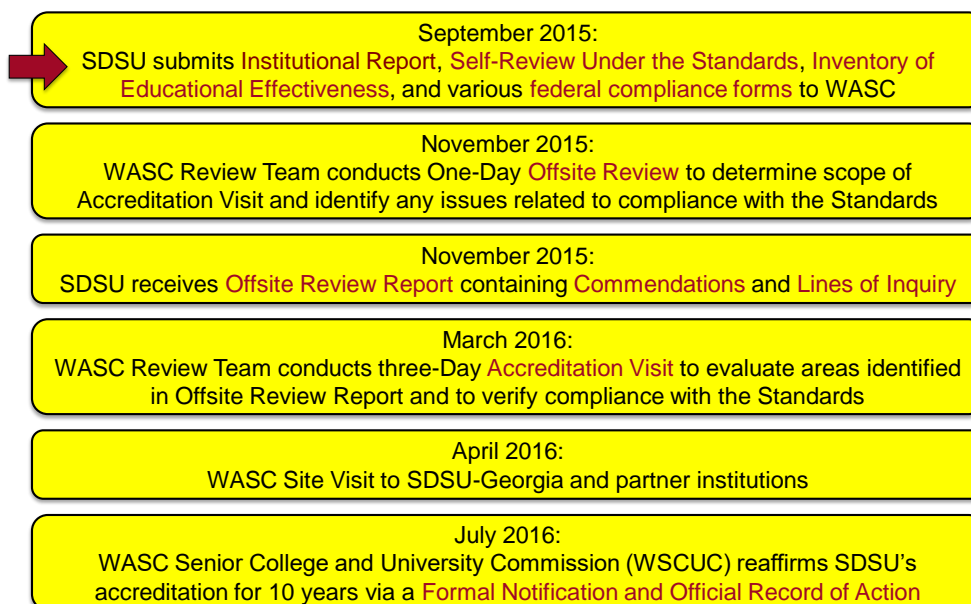 September 2015:
SDSU submits Institutional Report, Self-Review Under the Standards, Inventory of
Educational Effectiveness, and various federal compliance forms to WASC
November 2015:
WASC Review Team conducts One-Day Offsite Review to determine scope of
Accreditation Visit and identify any issues related to compliance with the Standards
November 2015:
SDSU receives Offsite Review Report containing Commendations and Lines of Inquiry
March 2016:
WASC Review Team conducts three-Day Accreditation Visit to evaluate areas identified
in Offsite Review Report and to verify compliance with the Standards
April 2016:
WASC Site Visit to SDSU-Georgia and partner institutions
July 2016:
WASC Senior College and University Commission (WSCUC) reaffirms SDSU's
accreditation for 10 years via a Formal Notification and Official Record of Action